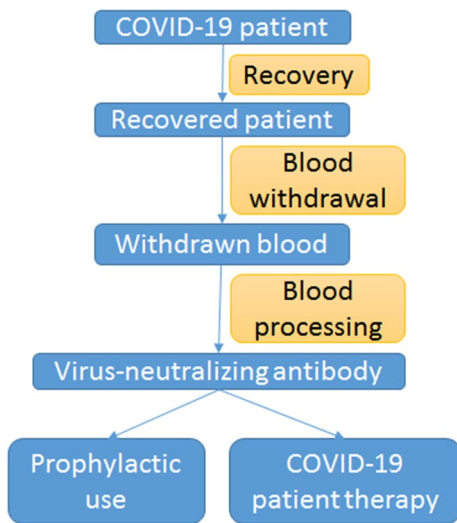 COVID-19 patient
Recovery
Recovered patient
Blood
withdrawal
Withdrawn blood
Blood
processing
Virus-neutralizing antibody
Prophylactic
use
COVID-19
patient therapy